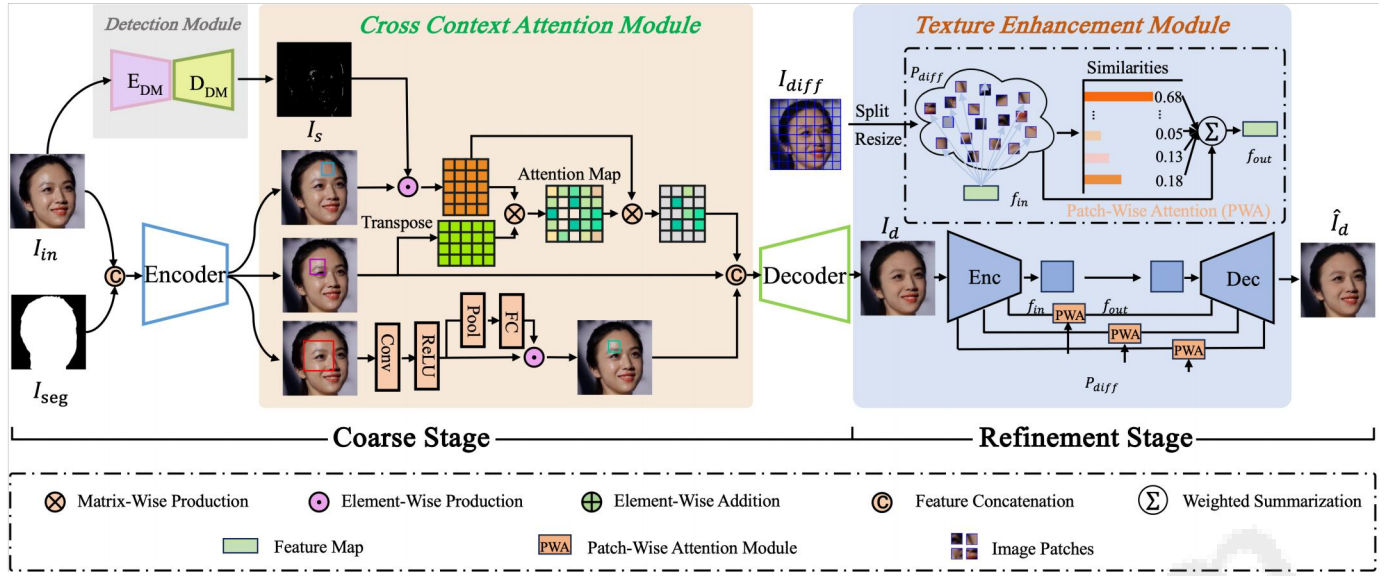 Detection Module
Cross Context Attention Module
Texture Enhancement Module
E_DM
D_DM
I_s
I_in
I_seg
Encoder
Transpose
Attention Map
Conv
ReLU
Pool
FC
Decoder
I_diff
Split
Resize
P_diff
f_in
Similarities
0.68
⋮
⋮
0.05
0.13
0.18
Σ
f_out
Patch-Wise Attention (PWA)
I_d
Enc
f_in
f_out
PWA
PWA
PWA
P_diff
Dec
Î_d
C
C
Coarse Stage
Refinement Stage
Matrix-Wise Production
Element-Wise Production
Element-Wise Addition
C Feature Concatenation
Σ Weighted Summarization
Feature Map
PWA Patch-Wise Attention Module
Image Patches